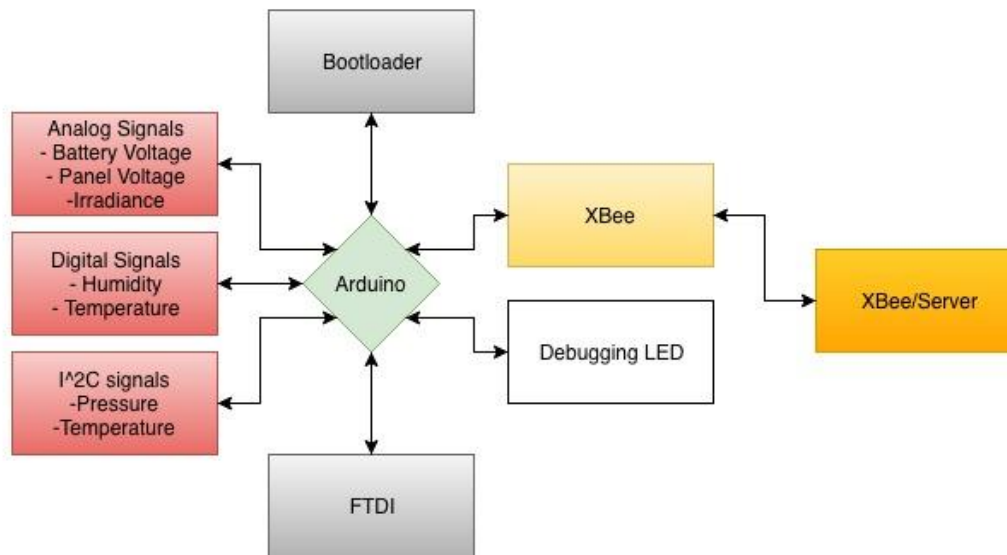 Bootloader
Analog Signals
- Battery Voltage
- Panel Voltage
-Irradiance
XBee
Digital Signals
- Humidity
- Temperature
Arduino
XBee/Server
Debugging LED
I^2C signals
-Pressure
-Temperature
FTDI